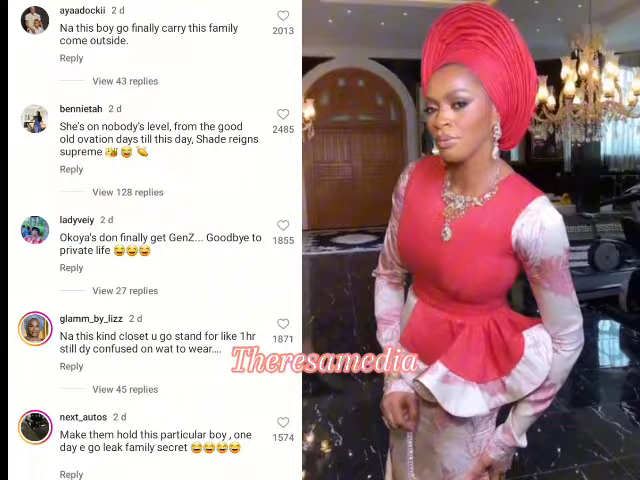 ayaadockii 2 d
Na this boy go finally carry this family
come outside.
2013
Reply
View 43 replies
bennietah 2 d
She's on nobody's level, from the good
old ovation days till this day, Shade reigns
supreme 👑😂👏
2485
Reply
View 128 replies
ladyveiy 2 d
Okoya's don finally get GenZ... Goodbye to
private life 😂😂😂
1855
Reply
View 27 replies
glamm_by_lizz 2 d
Na this kind closet u go stand for like 1hr
still dy confused on wat to wear....
1871
Reply
View 45 replies
next_autos 2 d
Make them hold this particular boy , one
day e go leak family secret 😂😂😂😂
1574
Reply
Theresamedia